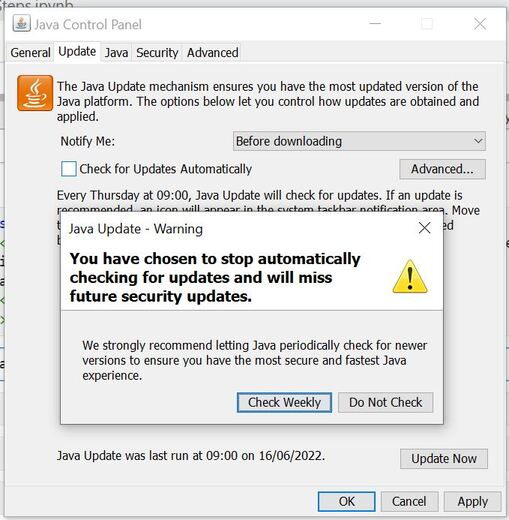 Steps.ipynb
Java Control Panel
General Update Java Security Advanced
The Java Update mechanism ensures you have the most updated version of the
Java platform. The options below let you control how updates are obtained and
applied.
Notify Me: Before downloading
Check for Updates Automatically Advanced...
Every Thursday at 09:00, Java Update will check for updates. If an update is
recommended, an icon will appear in the system taskbar notification area. Move
Java Update - Warning
You have chosen to stop automatically
checking for updates and will miss
future security updates.
We strongly recommend letting Java periodically check for newer
versions to ensure you have the most secure and fastest Java
experience.
Check Weekly Do Not Check
Java Update was last run at 09:00 on 16/06/2022.
Update Now
OK Cancel Apply